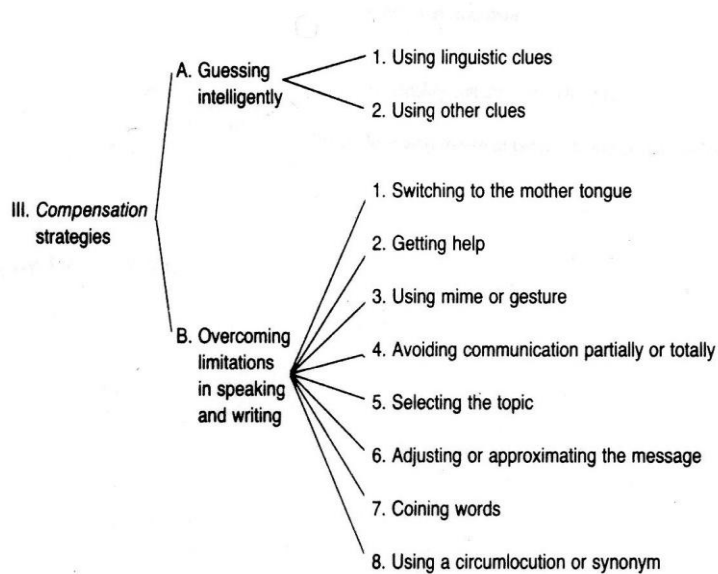 A. Guessing
intelligently
1. Using linguistic clues
2. Using other clues
III. Compensation
strategies
B. Overcoming
limitations
in speaking
and writing
1. Switching to the mother tongue
2. Getting help
3. Using mime or gesture
4. Avoiding communication partially or totally
5. Selecting the topic
6. Adjusting or approximating the message
7. Coining words
8. Using a circumlocution or synonym